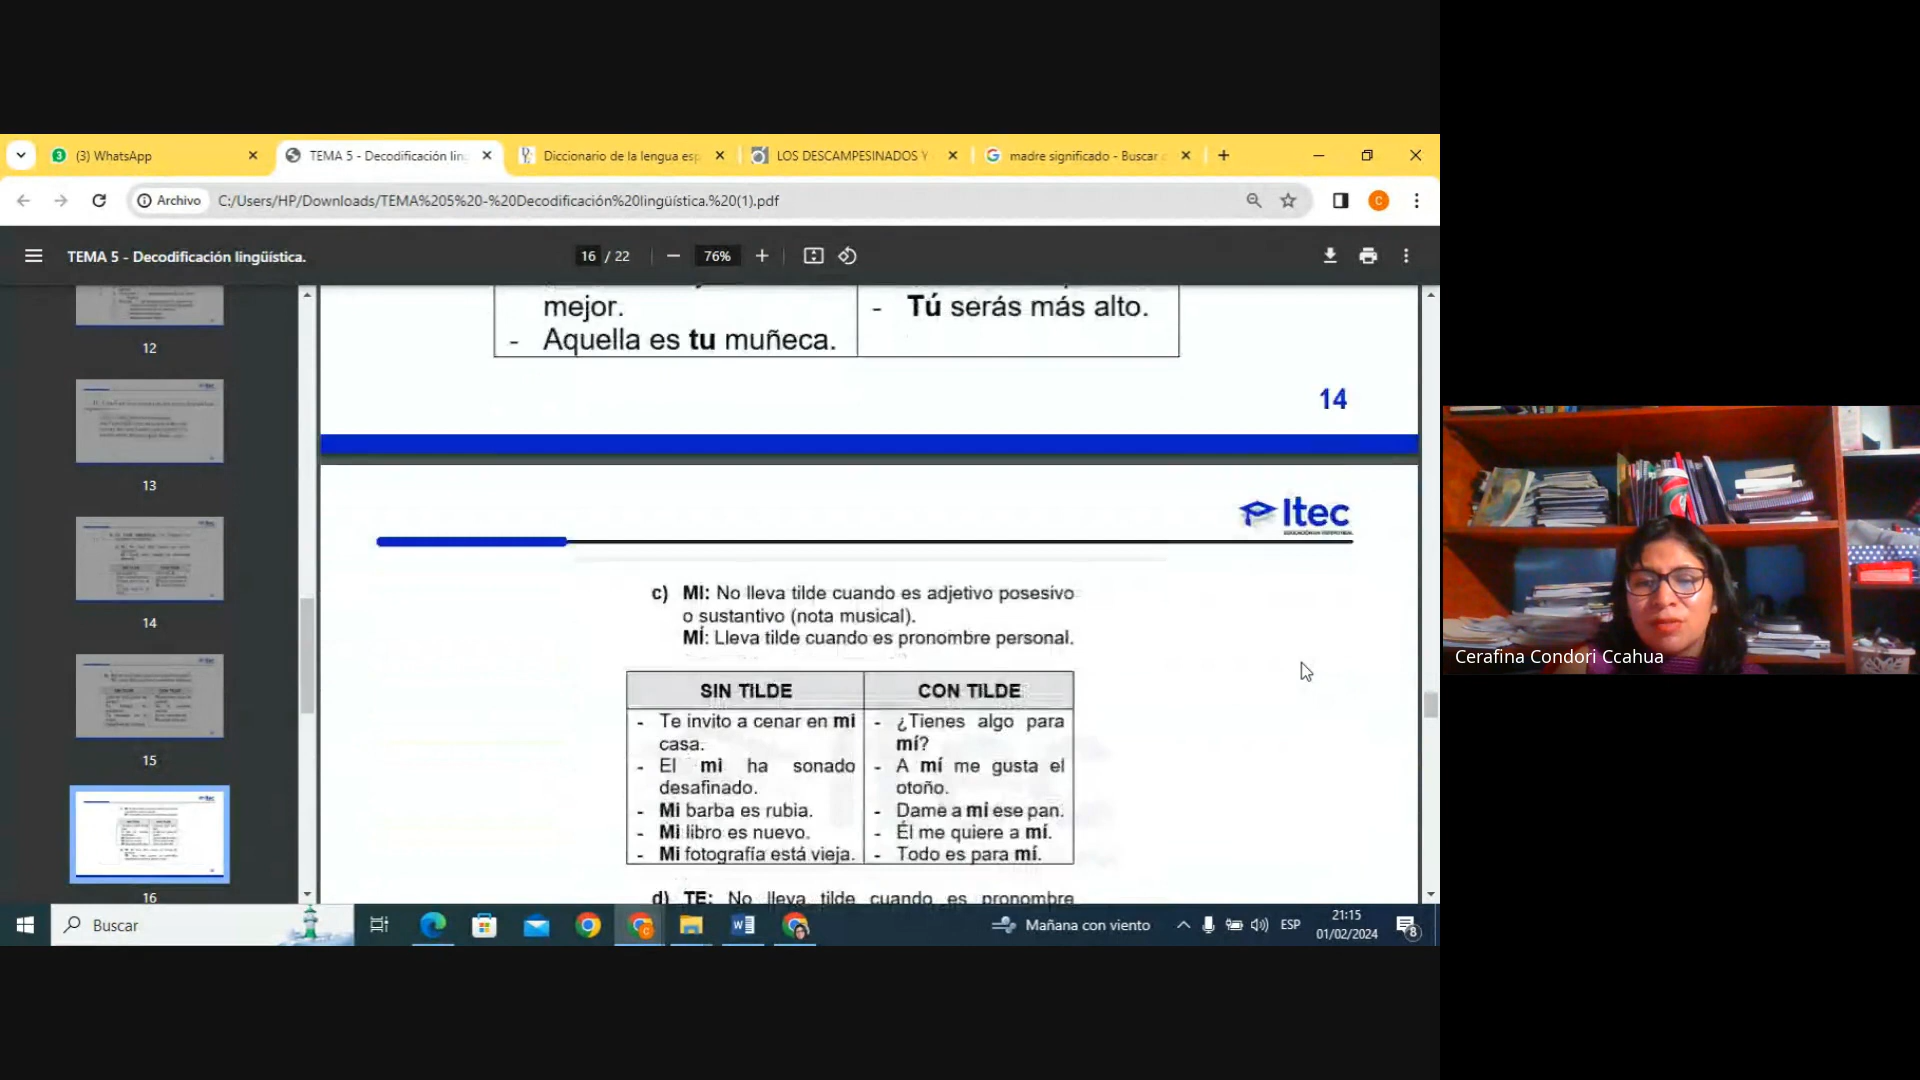 (3) WhatsApp
TEMA 5 - Decodificación lin
Diccionario de la lengua esp
LOS DESCAMPESINADOS Y
madre significado - Buscar
Archivo
C:/Users/HP/Downloads/TEMA%205%20-%20Decodificación%20lingüística.%20(1).pdf
C
TEMA 5 - Decodificación lingüística.
16 / 22
76%
12
13
14
15
16
mejor.
- Aquella es tu muñeca.
- Tú serás más alto.
14
Itec
c) MI: No lleva tilde cuando es adjetivo posesivo
o sustantivo (nota musical).
MÍ: Lleva tilde cuando es pronombre personal.
SIN TILDE
CON TILDE
- Te invito a cenar en mi
casa.
- El mi ha sonado
desafinado.
- Mi barba es rubia.
- Mi libro es nuevo.
- Mi fotografía está vieja.
- ¿Tienes algo para
mí?
- A mí me gusta el
otoño.
- Dame a mí ese pan.
- Él me quiere a mí.
- Todo es para mí.
d) TE: No lleva tilde cuando es pronombre
Cerafina Condori Ccahua
Buscar
Mañana con viento
ESP
21:15
01/02/2024
8